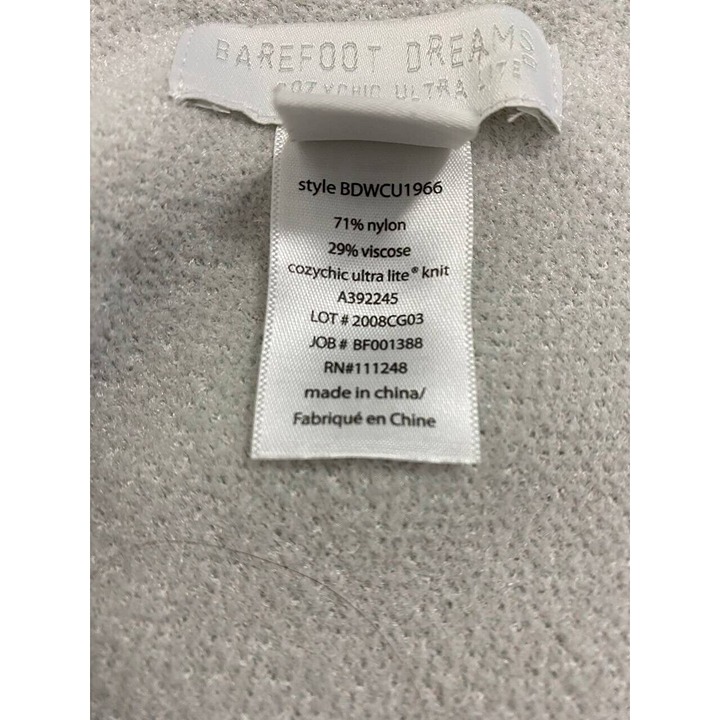 BAREFOOT DREAMS®
COZYCHIC ULTRA LITE®
style BDWCU1966
71% nylon
29% viscose
cozychic ultra lite® knit
A392245
LOT # 2008CG03
JOB # BF001388
RN#111248
made in china/
Fabriqué en Chine